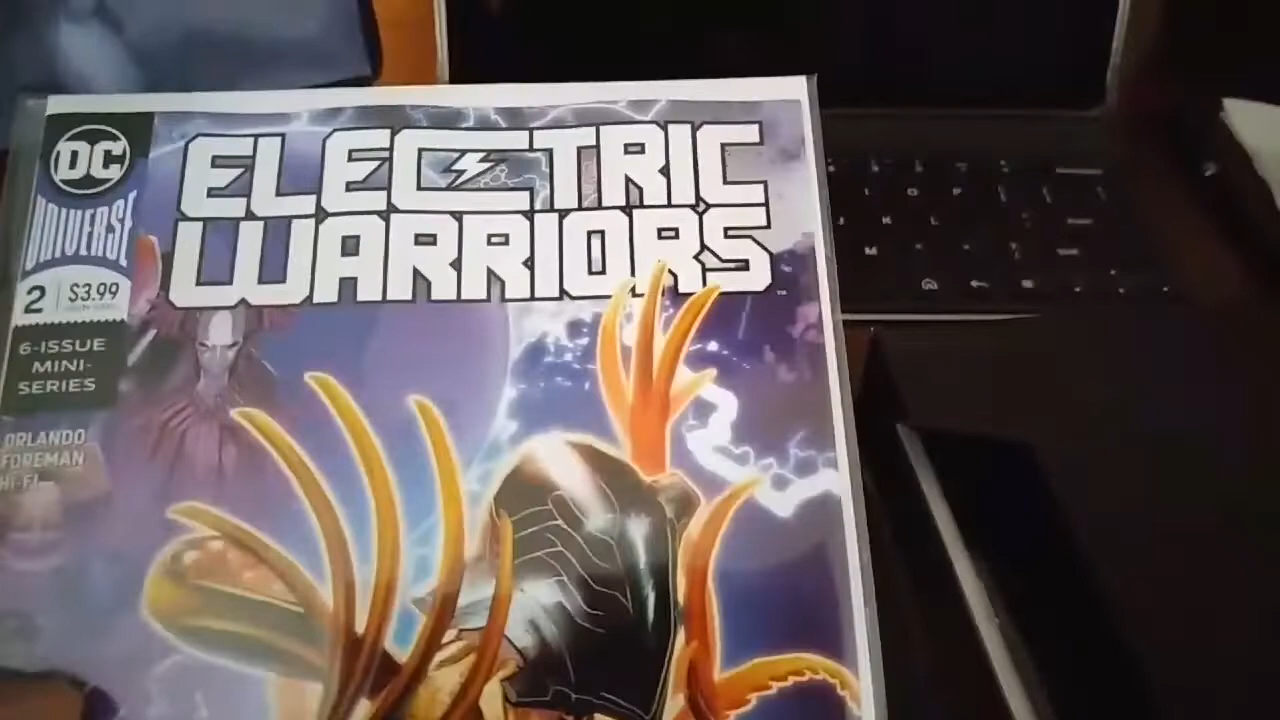 DC
UNIVERSE
2 $3.99
6-ISSUE
MINI-
SERIES
ORLANDO
FOREMAN
HI-FI
ELECTRIC
WARRIORS
O P
J K L
M